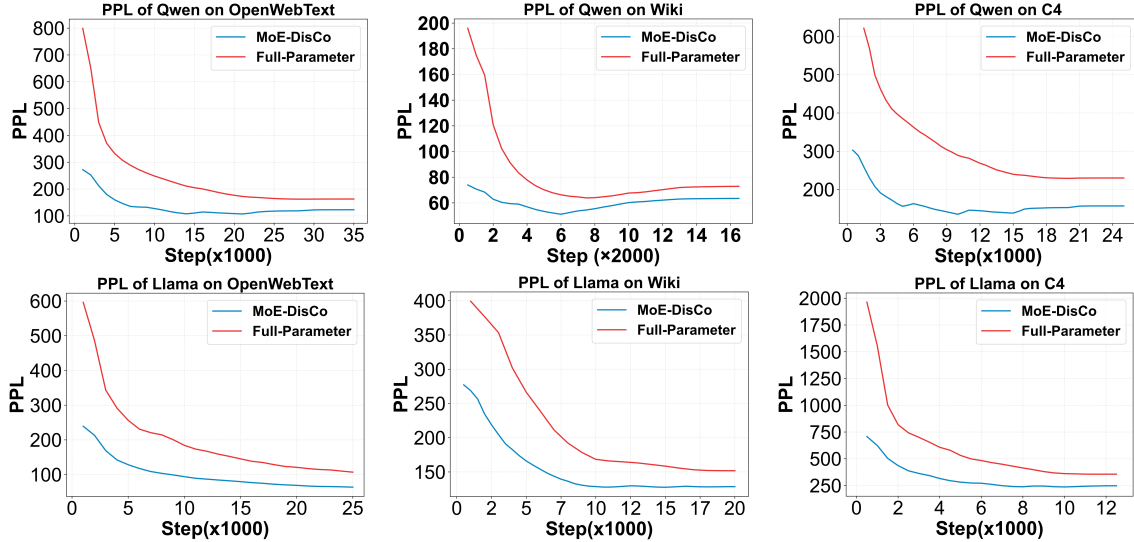 PPL of Qwen on OpenWebText
PPL
800
700
600
500
400
300
200
100
MoE-DisCo
Full-Parameter
0 5 10 15 21 25 30 35
Step(x1000)
PPL of Qwen on Wiki
PPL
200
180
160
140
120
100
80
60
MoE-DisCo
Full-Parameter
0 2 4 6 8 10 12 14 16
Step (×2000)
PPL of Qwen on C4
PPL
600
500
400
300
200
MoE-DisCo
Full-Parameter
0 3 6 9 12 15 18 21 24
Step(x1000)
PPL of Llama on OpenWebText
PPL
600
500
400
300
200
100
MoE-DisCo
Full-Parameter
0 5 10 15 20 25
Step(x1000)
PPL of Llama on Wiki
PPL
400
350
300
250
200
150
MoE-DisCo
Full-Parameter
0 2 5 7 10 12 15 17 20
Step(x1000)
PPL of Llama on C4
PPL
2000
1750
1500
1250
1000
750
500
250
MoE-DisCo
Full-Parameter
0 2 4 6 8 10 12
Step(x1000)